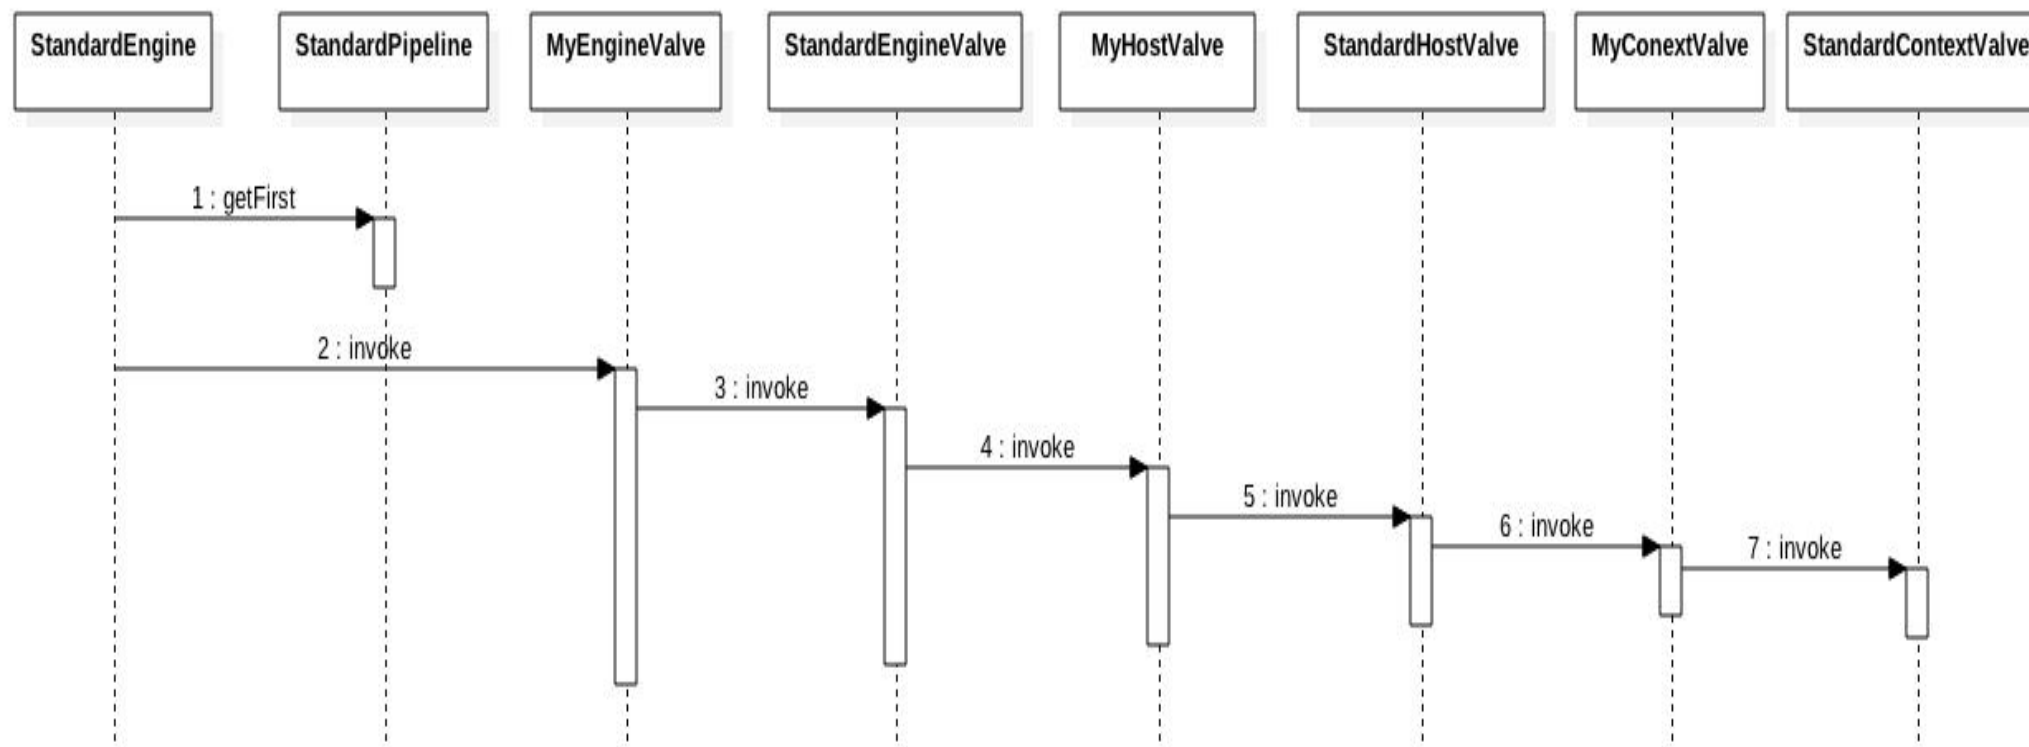 StandardEngine
StandardPipeline
MyEngineValve
StandardEngineValve
MyHostValve
StandardHostValve
MyConextValve
StandardContextValve
1 : getFirst
2 : invoke
3 : invoke
4 : invoke
5 : invoke
6 : invoke
7 : invoke